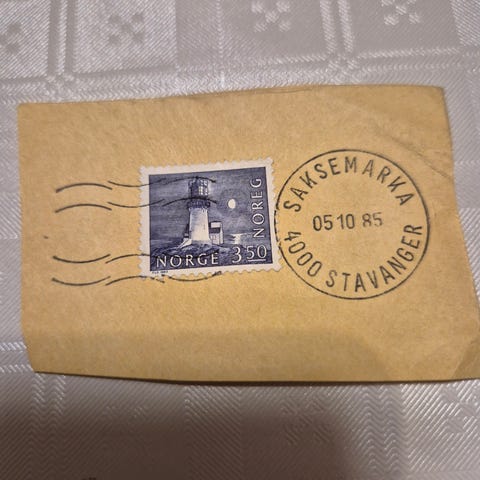 NORGE 3.50
NOREG
SAKSEMARKA
05 10 85
4000 STAVANGER